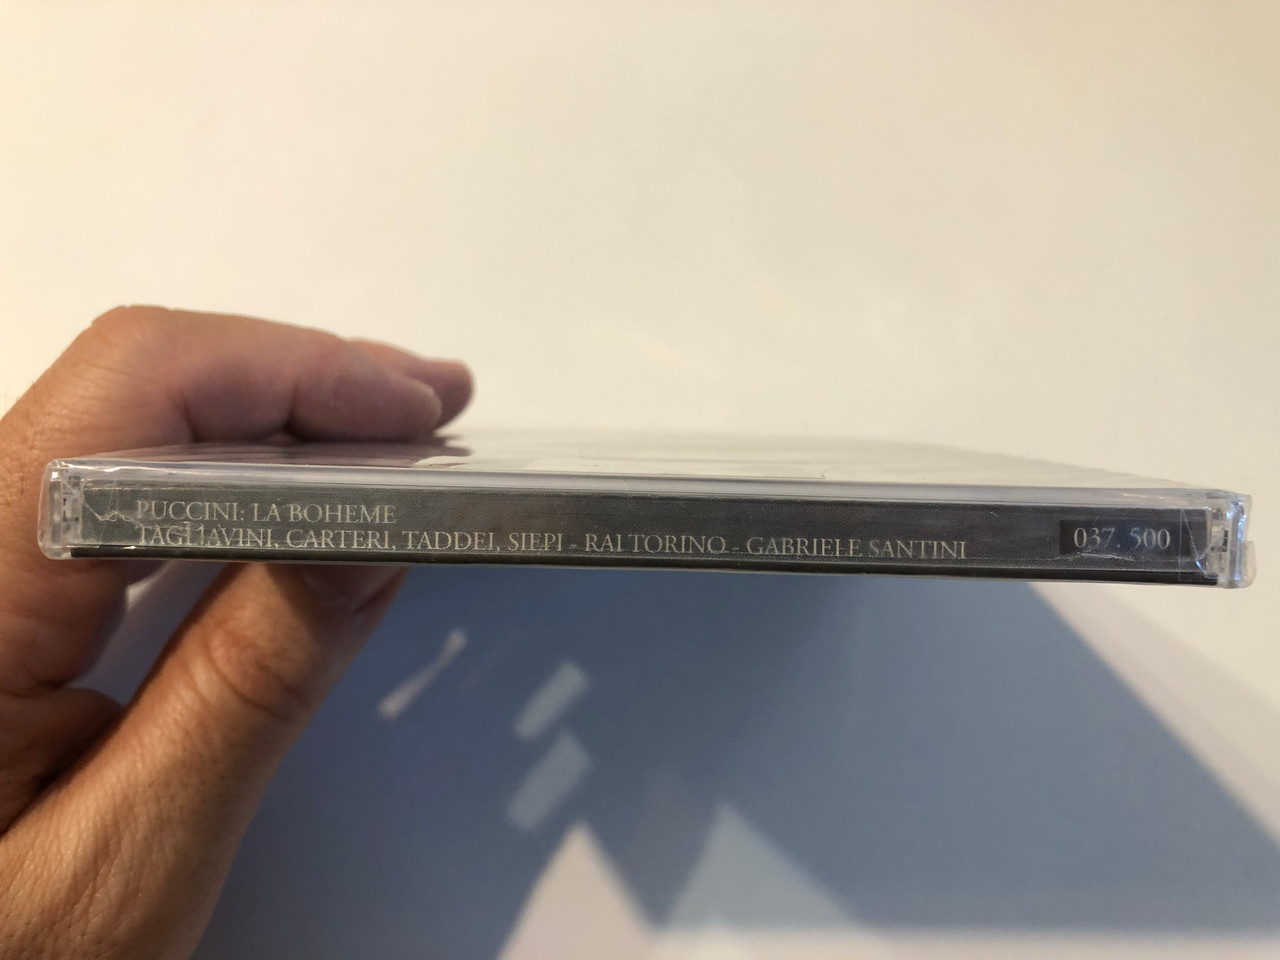 PUCCINI: LA BOHEME
TAGLIAVINI, CARTERI, TADDEI, SIEPI - RAI TORINO - GABRIELE SANTINI
037. 500